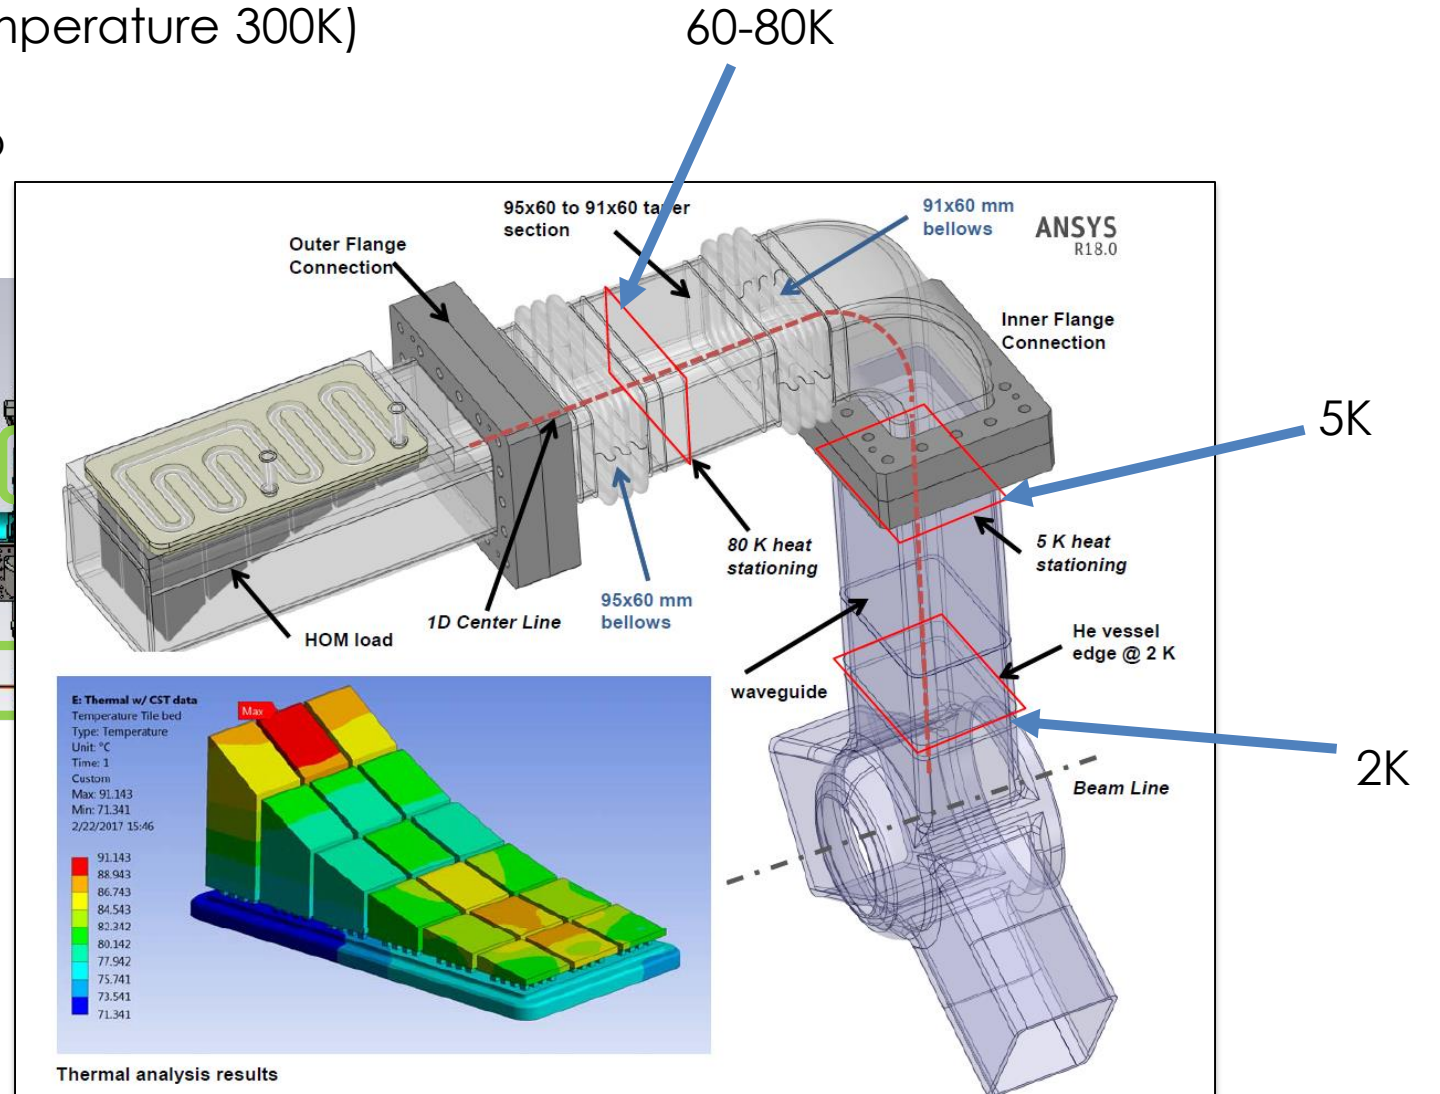 mperature 300K)
60-80K
95x60 to 91x60 taper
section
91x60 mm
bellows
ANSYS
R18.0
Outer Flange
Connection
Inner Flange
Connection
5K
80 K heat
stationing
5 K heat
stationing
95x60 mm
bellows
1D Center Line
HOM load
He vessel
edge @ 2 K
waveguide
2K
Beam Line
E: Thermal w/ CST data
Temperature Tile bed
Type: Temperature
Unit: °C
Time: 1
Custom
Max: 91.143
Min: 71.341
2/22/2017 15:46
Max
91.143
88.943
86.743
84.543
82.342
80.142
77.942
75.741
73.541
71.341
Thermal analysis results